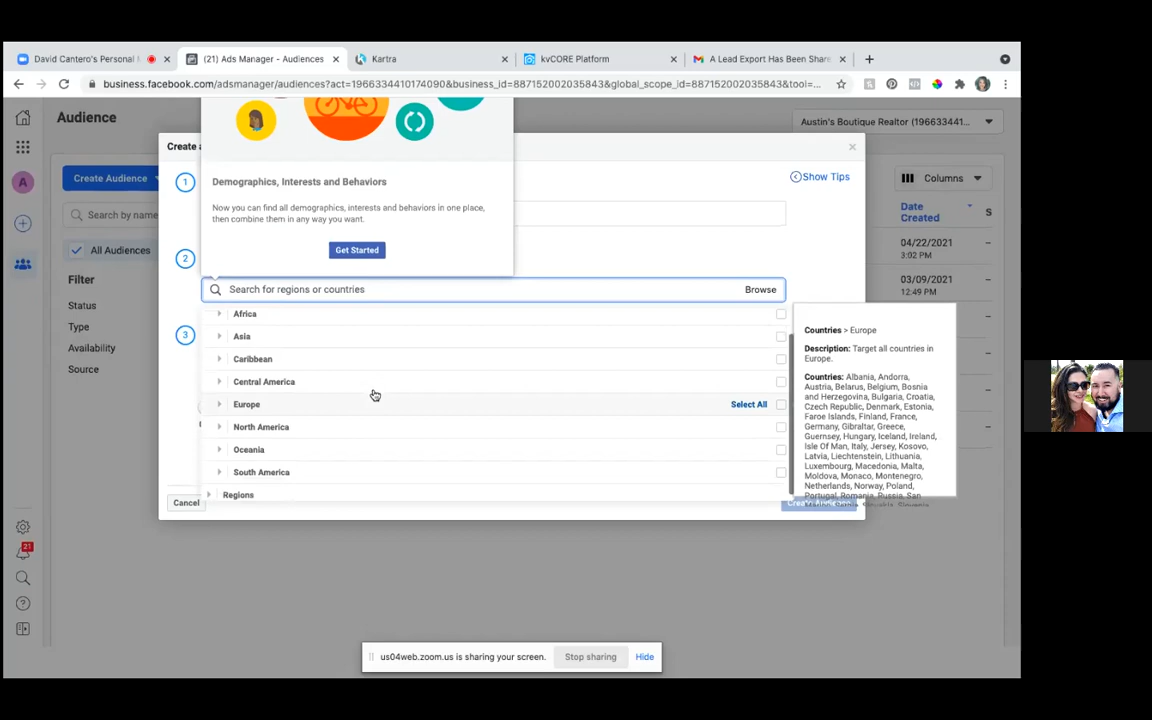 David Cantero's Personal
(21) Ads Manager - Audiences
Kartra
kvCORE Platform
A Lead Export Has Been Share
business.facebook.com/adsmanager/audiences?act=1966334410174090&business_id=887152002035843&global_scope_id=887152002035843&tool=...
Audience
Austin's Boutique Realtor (196633441...
Create a
Create Audience
A
1
Show Tips
Columns
Demographics, Interests and Behaviors
Now you can find all demographics, interests and behaviors in one place,
then combine them in any way you want.
Get Started
Search by name
Date
Created
S
All Audiences
04/22/2021
3:02 PM
2
Filter
Search for regions or countries
Browse
03/09/2021
12:49 PM
Status
Type
Availability
Source
3
Africa
Asia
Caribbean
Central America
Europe
Select All
North America
Oceania
South America
Regions
Countries > Europe
Description: Target all countries in
Europe.
Countries: Albania, Andorra,
Austria, Belarus, Belgium, Bosnia
and Herzegovina, Bulgaria, Croatia,
Czech Republic, Denmark, Estonia,
Faroe Islands, Finland, France,
Germany, Gibraltar, Greece,
Guernsey, Hungary, Iceland, Ireland,
Isle Of Man, Italy, Jersey, Kosovo,
Latvia, Liechtenstein, Lithuania,
Luxembourg, Macedonia, Malta,
Moldova, Monaco, Montenegro,
Netherlands, Norway, Poland,
Portugal, Romania, Russia, San
Cancel
21
us04web.zoom.us is sharing your screen.
Stop sharing
Hide